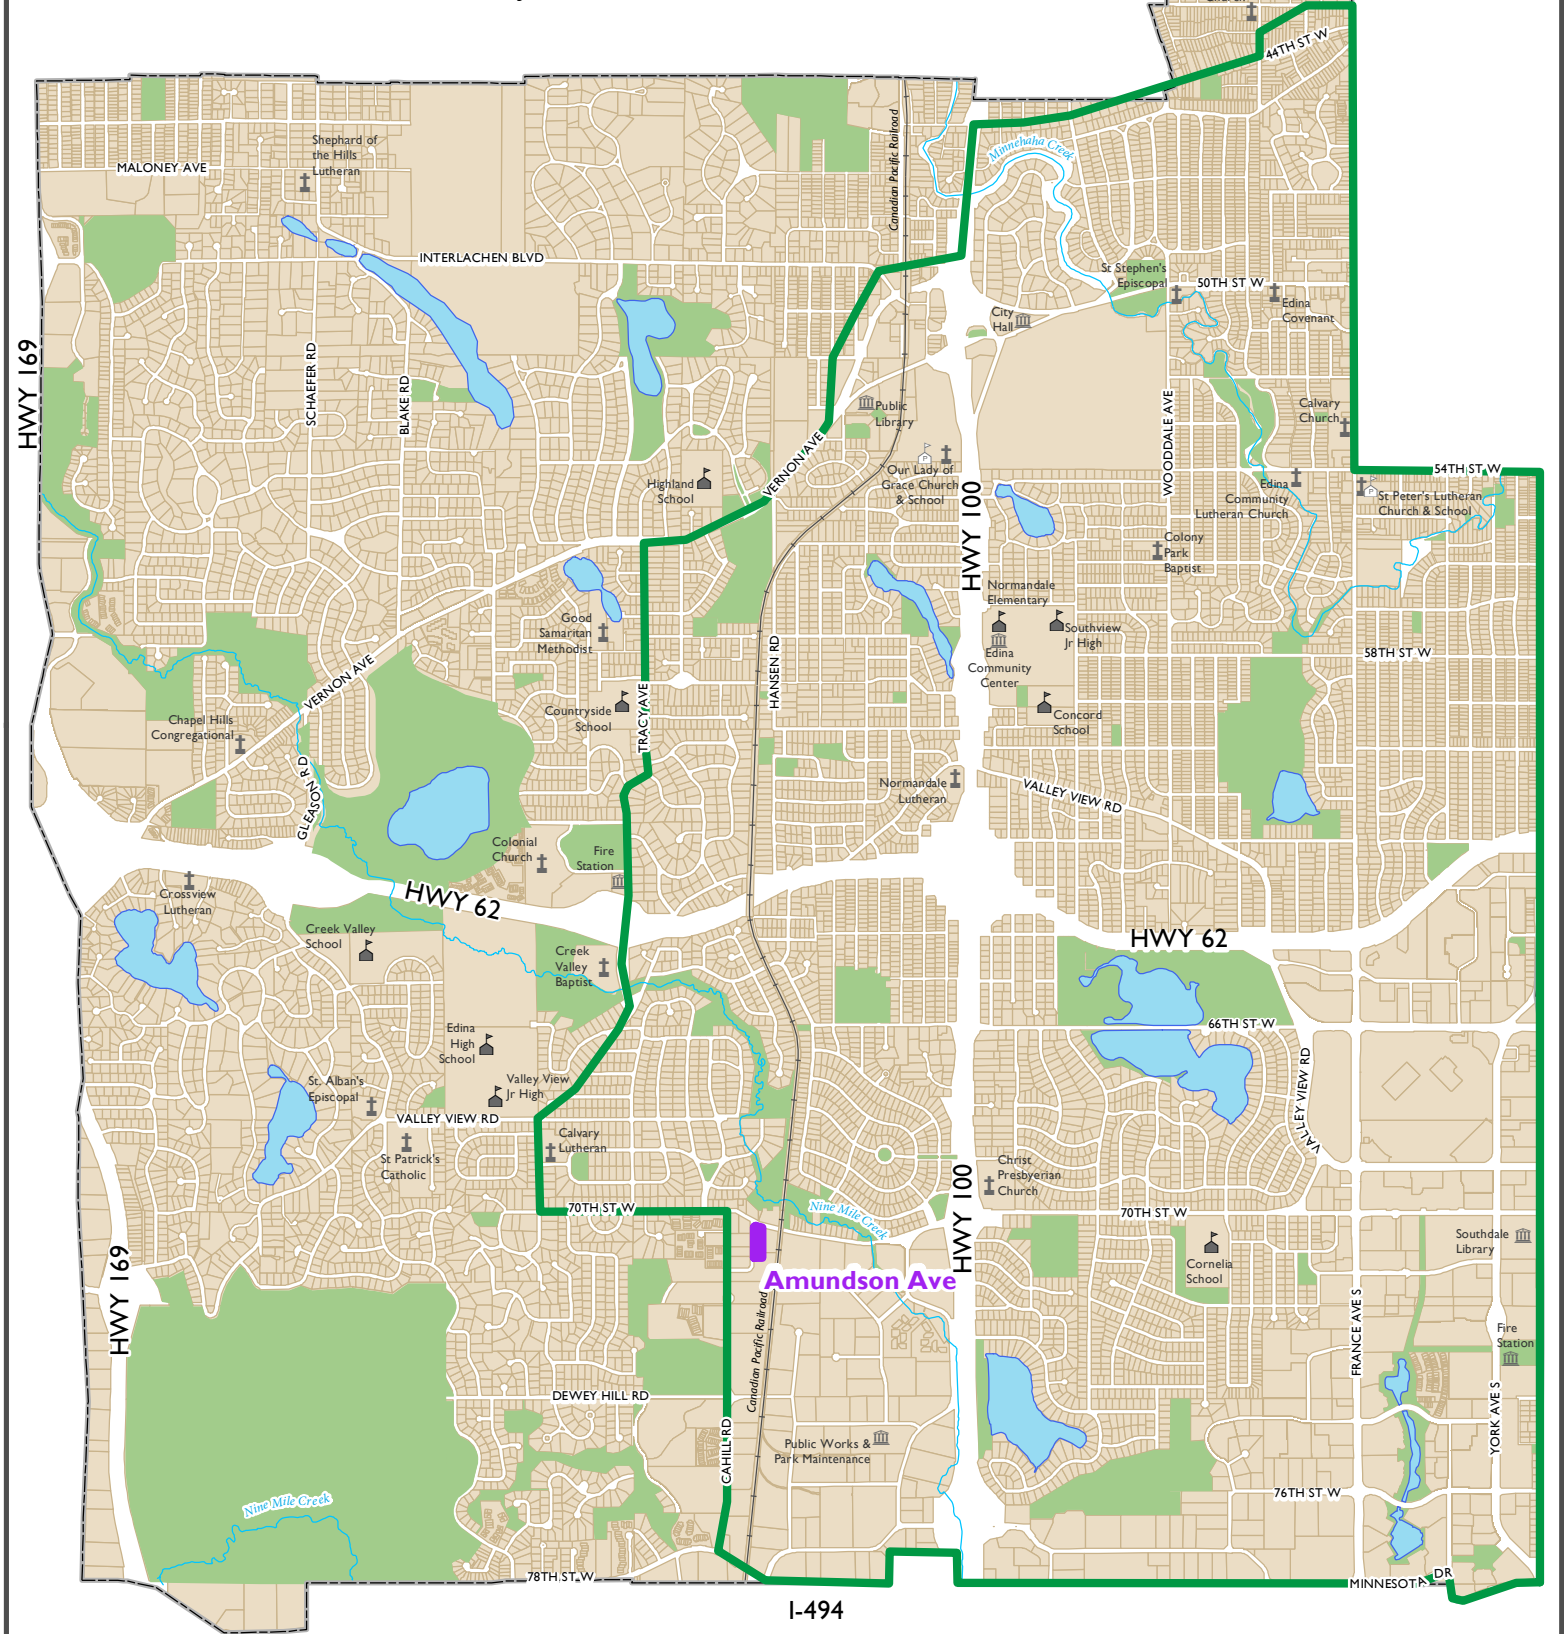 44TH ST W
Canadian Pacific Railroad
Minnehaha Creek
Shephard of
the Hills
Lutheran
MALONEY AVE
INTERLACHEN BLVD
St Stephen's
Episcopal
50TH ST W
Edina
Covenant
City
Hall
HWY 169
SCHAEFER RD
BLAKE RD
WOODDALE AVE
Public
Library
Calvary
Church
VERNON AVE
Highland
School
Our Lady of
Grace Church
& School
P
54TH ST W
Edina
Community
Lutheran Church
P
St Peter's Lutheran
Church & School
HWY 100
Colony
Park
Baptist
Normandale
Elementary
Southview
Jr High
Good
Samaritan
Methodist
Edina
Community
Center
58TH ST W
HANSEN RD
TRACY AVE
VERNON AVE
Countryside
School
Concord
School
Chapel Hills
Congregational
GLEASON RD
Normandale
Lutheran
VALLEY VIEW RD
Colonial
Church
Fire
Station
Crossview
Lutheran
HWY 62
HWY 62
Creek Valley
School
Creek
Valley
Baptist
66TH ST W
Edina
High
School
VALLEY VIEW RD
St. Alban's
Episcopal
Valley View
Jr High
VALLEY VIEW RD
Calvary
Lutheran
St Patrick's
Catholic
Christ
Presbyterian
Church
HWY 100
70TH ST W
70TH ST W
Nine Mile Creek
Southdale
Library
Cornelia
School
HWY 169
Amundson Ave
Canadian Pacific Railroad
FRANCE AVE S
Fire
Station
DEWEY HILL RD
CAHILL RD
YORK AVE S
Public Works &
Park Maintenance
Nine Mile Creek
76TH ST W
78TH ST W
MINNESOTA DR
I-494